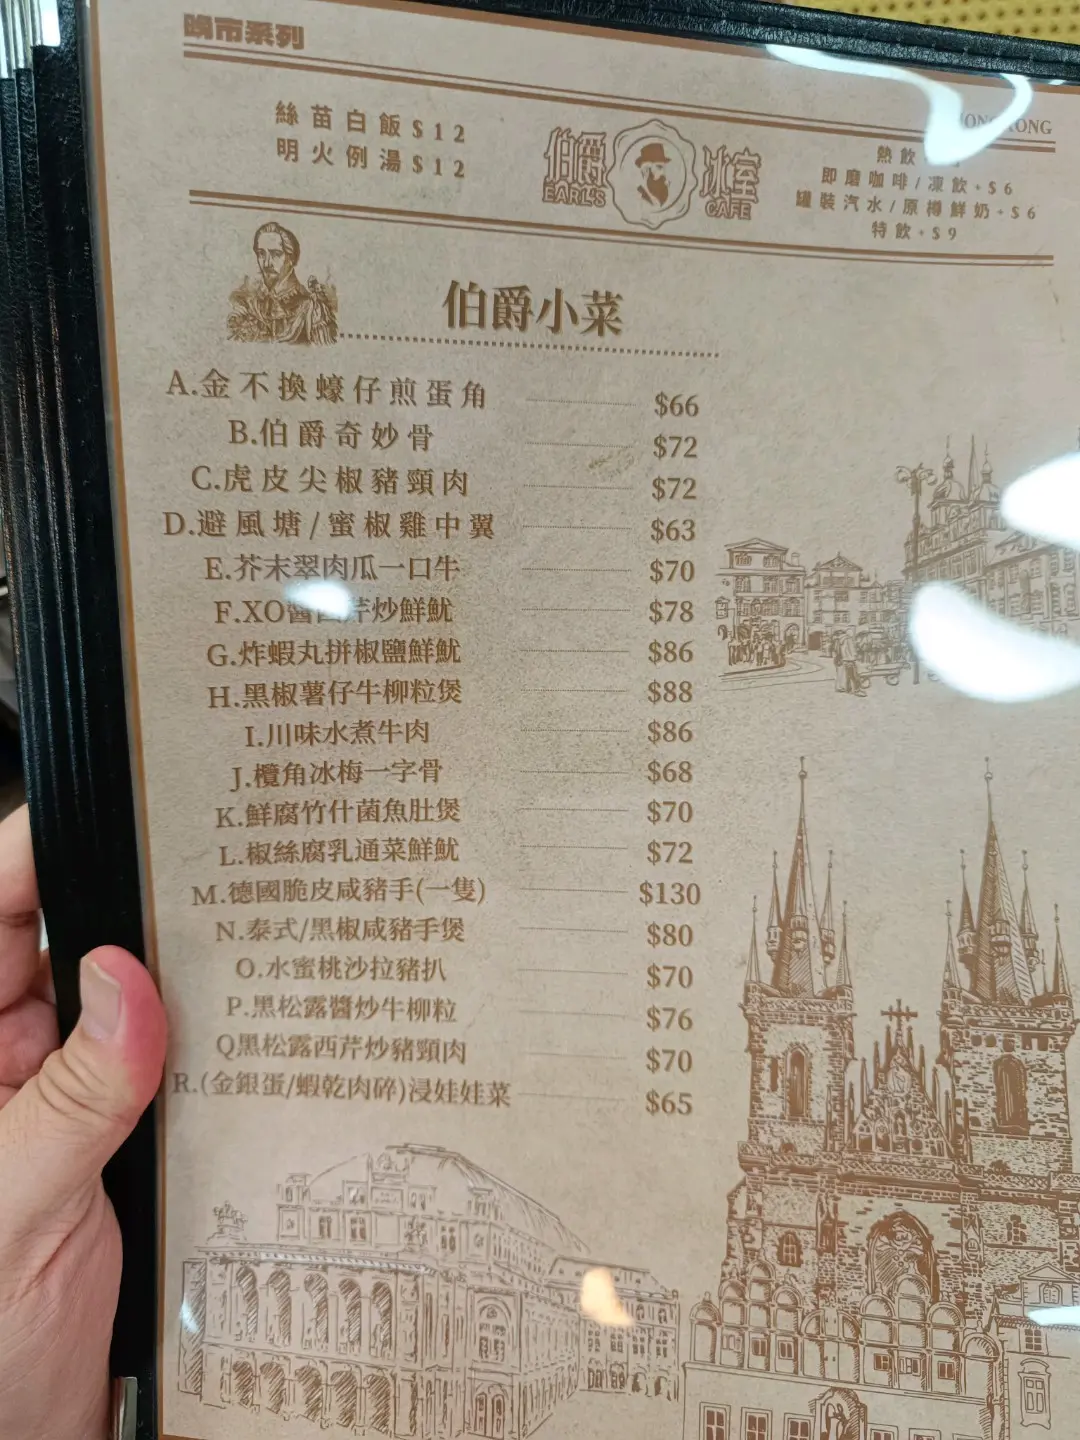 晚市系列
絲苗白飯$12
明火例湯$12
伯爵 冰室
EARL'S CAFE
熱飲
即磨咖啡/凍飲+$6
罐裝汽水/原樽鮮奶+$6
特飲+$9
伯爵小菜
A.金不換蠔仔煎蛋角 $66
B.伯爵奇妙骨 $72
C.虎皮尖椒豬頸肉 $72
D.避風塘/蜜椒雞中翼 $63
E.芥末翠肉瓜一口牛 $70
F.XO醬西芹炒鮮魷 $78
G.炸蝦丸拼椒鹽鮮魷 $86
H.黑椒薯仔牛柳粒煲 $88
I.川味水煮牛肉 $86
J.欖角冰梅一字骨 $68
K.鮮腐竹什菌魚肚煲 $70
L.椒絲腐乳通菜鮮魷 $72
M.德國脆皮咸豬手(一隻) $130
N.泰式/黑椒咸豬手煲 $80
O.水蜜桃沙拉豬扒 $70
P.黑松露醬炒牛柳粒 $76
Q黑松露西芹炒豬頸肉 $70
R.(金銀蛋/蝦乾肉碎)浸娃娃菜 $65